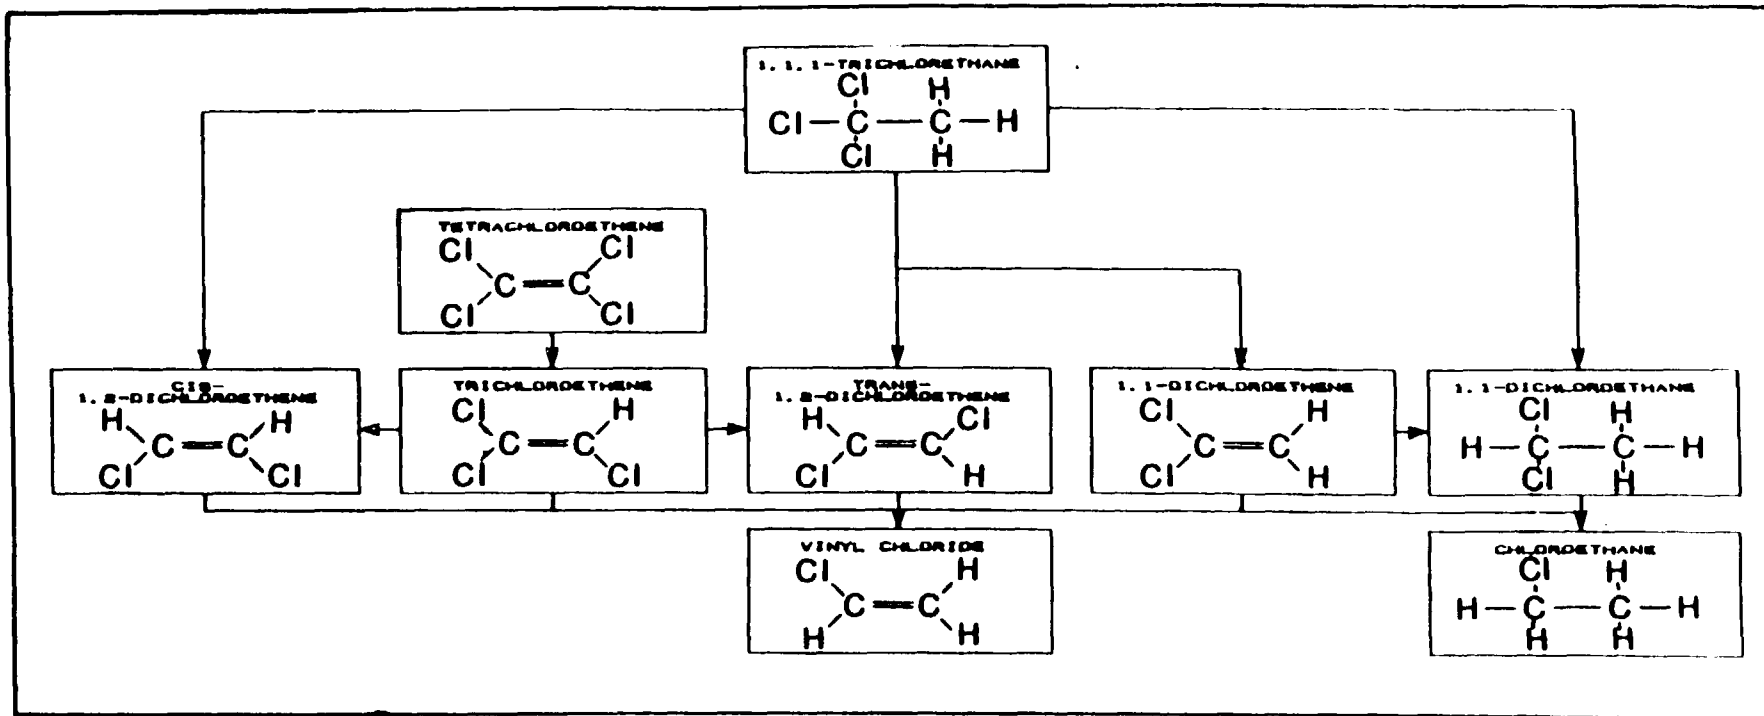 1.1.1-TRICHLORETHANE
Cl H
Cl — C — C — H
Cl H
TETRACHLOROETHENE
Cl Cl
C = C
Cl Cl
CIS-
1.2-DICHLOROETHENE
H H
C = C
Cl Cl
TRICHLOROETHENE
Cl H
C = C
Cl Cl
TRANS-
1.2-DICHLOROETHENE
H Cl
C = C
Cl H
1.1-DICHLOROETHENE
Cl H
C = C
Cl H
1.1-DICHLOROETHANE
Cl H
H — C — C — H
Cl H
VINYL CHLORIDE
Cl H
C = C
H H
CHLOROETHANE
Cl H
H — C — C — H
H H